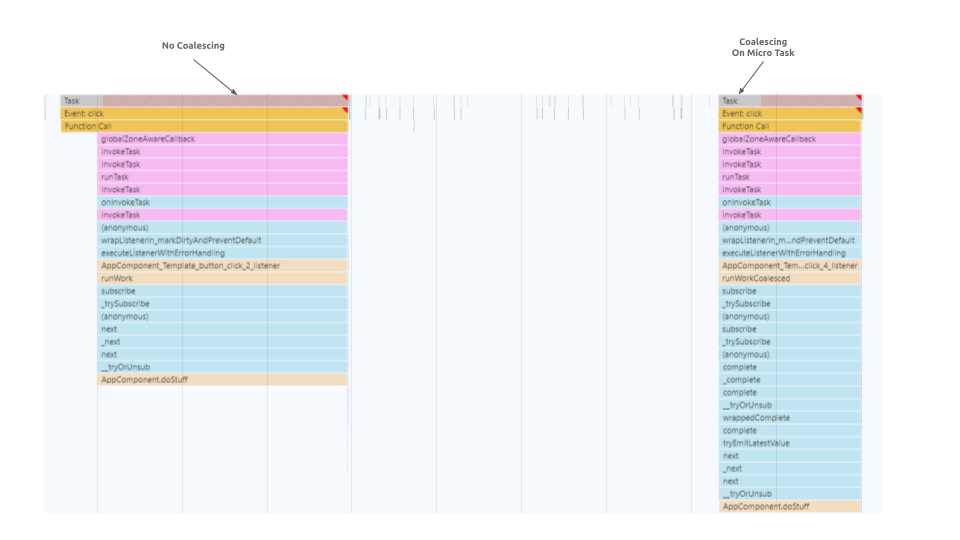 No Coalescing
Coalescing
On Micro Task
Task
Event: click
Function Call
globalZoneAwareCallback
invokeTask
invokeTask
runTask
invokeTask
onInvokeTask
invokeTask
(anonymous)
wrapListenerIn_markDirtyAndPreventDefault
executeListenerWithErrorHandling
AppComponent_Template_button_click_2_listener
runWork
subscribe
_trySubscribe
(anonymous)
next
_next
next
__tryOrUnsub
AppComponent.doStuff
Task
Event: click
Function Call
globalZoneAwareCallback
invokeTask
invokeTask
runTask
invokeTask
onInvokeTask
invokeTask
(anonymous)
wrapListenerIn_m...ndPreventDefault
executeListenerWithErrorHandling
AppComponent_Tem...click_4_listener
runWorkCoalesced
subscribe
_trySubscribe
(anonymous)
subscribe
_trySubscribe
(anonymous)
complete
_complete
complete
__tryOrUnsub
wrappedComplete
complete
tryEmitLatestValue
next
_next
next
__tryOrUnsub
AppComponent.doStuff